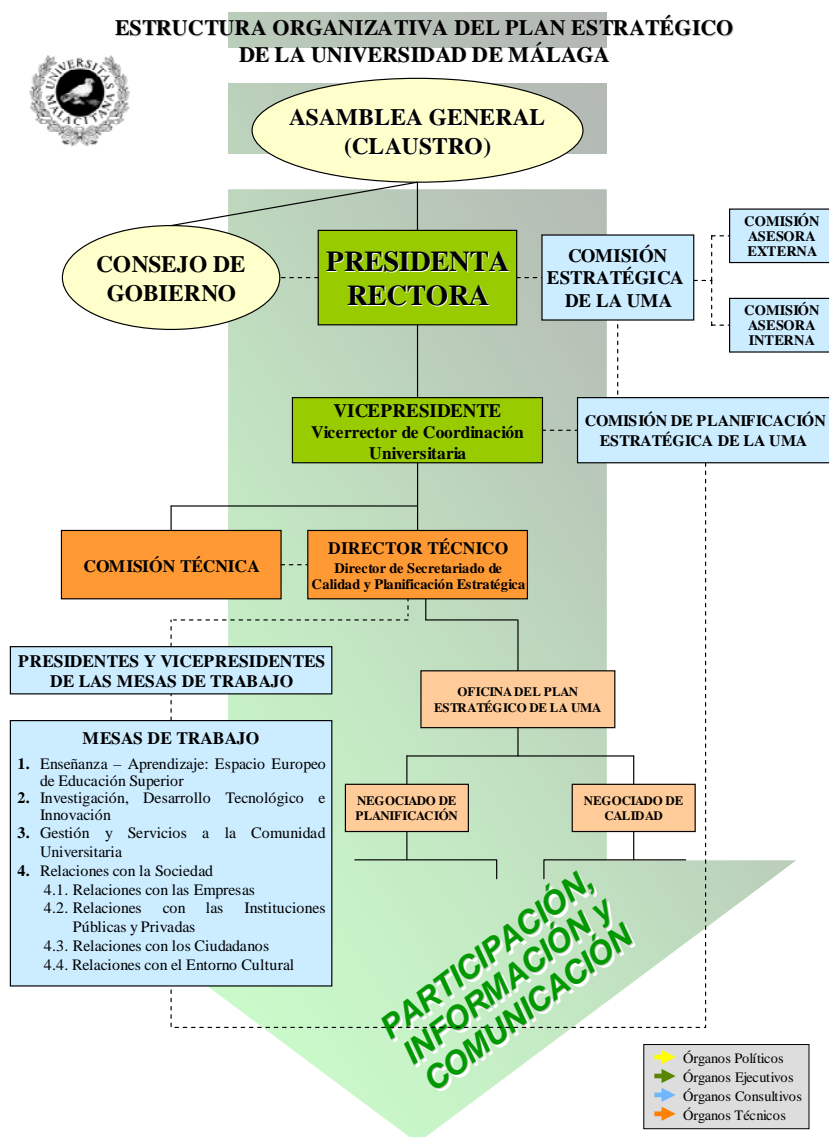 ESTRUCTURA ORGANIZATIVA DEL PLAN ESTRATÉGICO
DE LA UNIVERSIDAD DE MÁLAGA
UNIVERSITAS
MALACITANA
ASAMBLEA GENERAL
(CLAUSTRO)
CONSEJO DE
GOBIERNO
PRESIDENTA
RECTORA
COMISIÓN
ESTRATÉGICA
DE LA UMA
COMISIÓN
ASESORA
EXTERNA
COMISIÓN
ASESORA
INTERNA
VICEPRESIDENTE
Vicerrector de Coordinación
Universitaria
COMISIÓN DE PLANIFICACIÓN
ESTRATÉGICA DE LA UMA
COMISIÓN TÉCNICA
DIRECTOR TÉCNICO
Director de Secretariado de
Calidad y Planificación Estratégica
PRESIDENTES Y VICEPRESIDENTES
DE LAS MESAS DE TRABAJO
OFICINA DEL PLAN
ESTRATÉGICO DE LA UMA
MESAS DE TRABAJO
1. Enseñanza – Aprendizaje: Espacio Europeo
de Educación Superior
2. Investigación, Desarrollo Tecnológico e
Innovación
3. Gestión y Servicios a la Comunidad
Universitaria
4. Relaciones con la Sociedad
4.1. Relaciones con las Empresas
4.2. Relaciones con las Instituciones
Públicas y Privadas
4.3. Relaciones con los Ciudadanos
4.4. Relaciones con el Entorno Cultural
NEGOCIADO DE
PLANIFICACIÓN
NEGOCIADO DE
CALIDAD
PARTICIPACIÓN,
INFORMACIÓN y
COMUNICACIÓN
Órganos Políticos
Órganos Ejecutivos
Órganos Consultivos
Órganos Técnicos